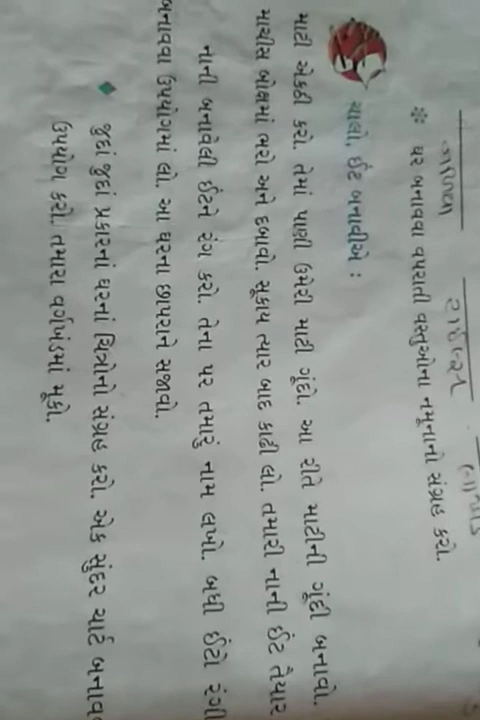 * ઘર બનાવવા વપરાતી વસ્તુઓના નમુનાનો સંગ્રહ કરો.
ચાલો, ઈંટ બનાવીએ :
માટી એકઠી કરો. તેમાં પાણી ઉમેરી માટી ગૂંદો. આ રીતે માટીની ગૂંદી બનાવો.
માચીસ બોક્ષમાં ભરો અને દબાવો. સૂકાય ત્યાર બાદ કાઢી લો. તમારી નાની ઈંટ તૈયાર
નાની બનાવેલી ઈંટને રંગ કરો. તેના પર તમારું નામ લખો. બધી ઈંટો રંગી
બનાવવા ઉપયોગમાં લો. આ ઘરના છાપરાને સજાવો.
◆ જુદાં જુદાં પ્રકારનાં ઘરનાં ચિત્રોનો સંગ્રહ કરો. એક સુંદર ચાર્ટ બનાવવા
ઉપયોગ કરો. તમારા વર્ગખંડમાં મૂકો.